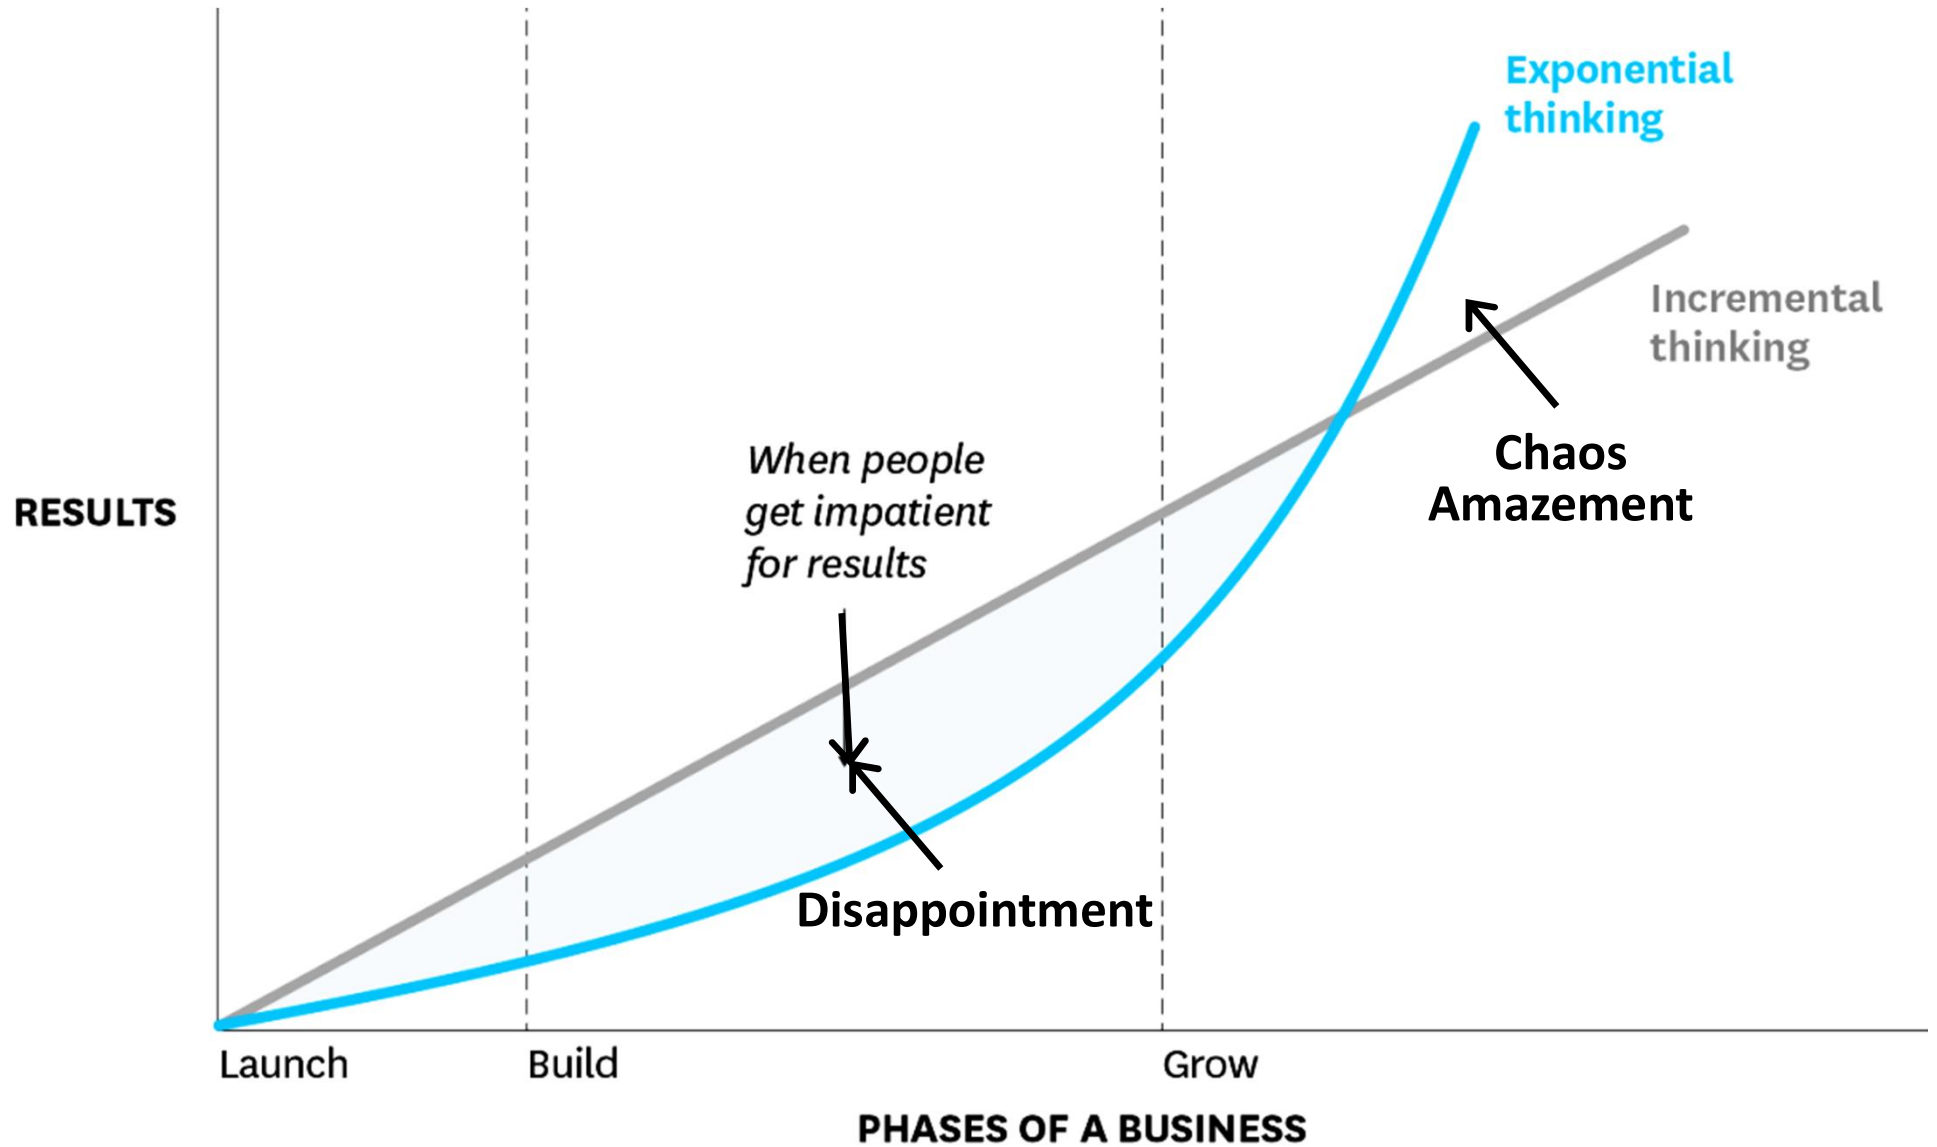 Exponential
thinking
Incremental
thinking
When people
get impatient
for results
Chaos
Amazement
RESULTS
Disappointment
Launch
Build
Grow
PHASES OF A BUSINESS